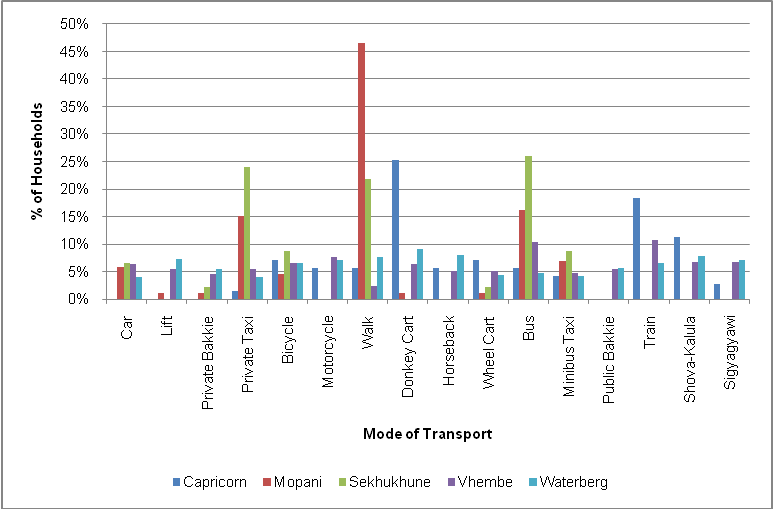 50%
45%
40%
35%
30%
25%
20%
15%
10%
5%
0%
% of Households
Car
Lift
Private Bakkie
Private Taxi
Bicycle
Motorcycle
Walk
Donkey Cart
Horseback
Wheel Cart
Bus
Minibus Taxi
Public Bakkie
Train
Shova-Kalula
Sigyagyawi
Mode of Transport
Capricorn Mopani Sekhukhune Vhembe Waterberg